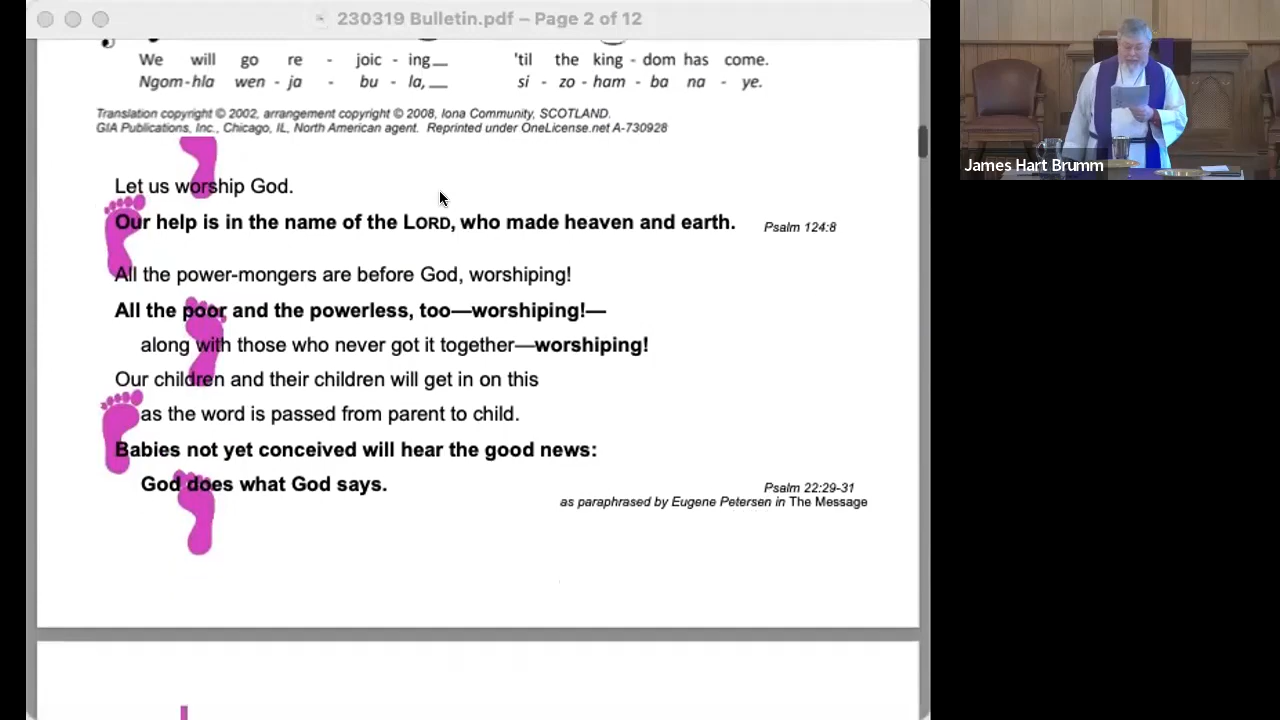 230319 Bulletin.pdf – Page 2 of 12
We will go re - joic - ing__ 'til the king - dom has come.
Ngom-hla wen - ja - bu - la,__ si - zo - ham - ba na - ye.
Translation copyright © 2002, arrangement copyright © 2008, Iona Community, SCOTLAND.
GIA Publications, Inc., Chicago, IL, North American agent. Reprinted under OneLicense.net A-730928
Let us worship God.
Our help is in the name of the LORD, who made heaven and earth. Psalm 124:8
All the power-mongers are before God, worshiping!
All the poor and the powerless, too—worshiping!—
along with those who never got it together—worshiping!
Our children and their children will get in on this
as the word is passed from parent to child.
Babies not yet conceived will hear the good news:
God does what God says.
Psalm 22:29-31
as paraphrased by Eugene Petersen in The Message
James Hart Brumm